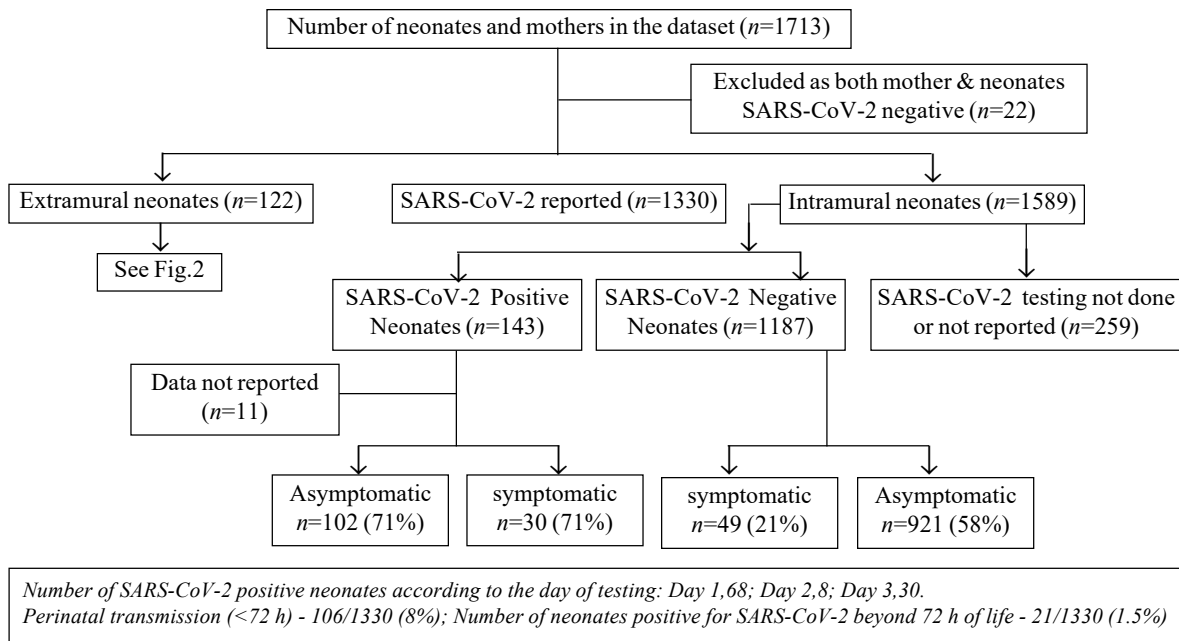 Number of neonates and mothers in the dataset (n=1713)
Excluded as both mother & neonates
SARS-CoV-2 negative (n=22)
Extramural neonates (n=122)
SARS-CoV-2 reported (n=1330)
Intramural neonates (n=1589)
See Fig.2
SARS-CoV-2 Positive
Neonates (n=143)
SARS-CoV-2 Negative
Neonates (n=1187)
SARS-CoV-2 testing not done
or not reported (n=259)
Data not reported
(n=11)
Asymptomatic
n=102 (71%)
symptomatic
n=30 (71%)
symptomatic
n=49 (21%)
Asymptomatic
n=921 (58%)
Number of SARS-CoV-2 positive neonates according to the day of testing: Day 1,68; Day 2,8; Day 3,30.
Perinatal transmission (<72 h) - 106/1330 (8%); Number of neonates positive for SARS-CoV-2 beyond 72 h of life - 21/1330 (1.5%)